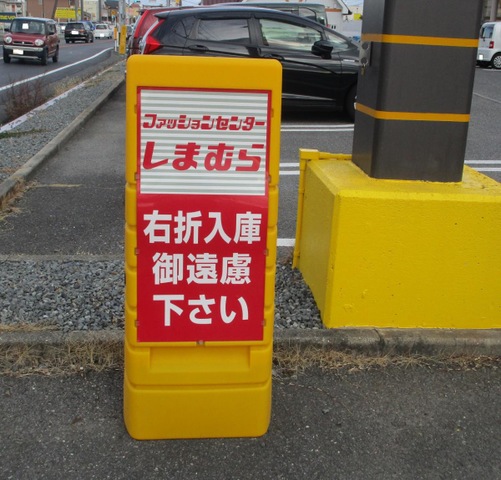 ファッションセンター
しまむら
右折入庫
御遠慮
下さい